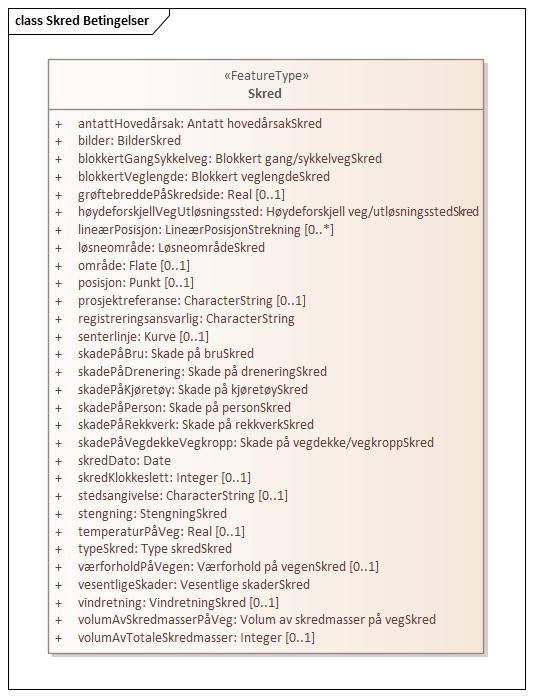 class Skred Betingelser
«FeatureType»
Skred
+ antattHovedårsak: Antatt hovedårsakSkred
+ bilder: BilderSkred
+ blokkertGangSykkelveg: Blokkert gang/sykkelvegSkred
+ blokkertVeglengde: Blokkert veglengdeSkred
+ grøftebreddePåSkredside: Real [0..1]
+ høydeforskjellVegUtløsningssted: Høydeforskjell veg/utløsningsstedSkred
+ lineærPosisjon: LineærPosisjonStrekning [0..*]
+ løsneområde: LøsneområdeSkred
+ område: Flate [0..1]
+ posisjon: Punkt [0..1]
+ prosjektreferanse: CharacterString [0..1]
+ registreringsansvarlig: CharacterString
+ senterlinje: Kurve [0..1]
+ skadePåBru: Skade på bruSkred
+ skadePåDrenering: Skade på dreneringSkred
+ skadePåKjøretøy: Skade på kjøretøySkred
+ skadePåPerson: Skade på personSkred
+ skadePåRekkverk: Skade på rekkverkSkred
+ skadePåVegdekkeVegkropp: Skade på vegdekke/vegkroppSkred
+ skredDato: Date
+ skredKlokkeslett: Integer [0..1]
+ stedsangivelse: CharacterString [0..1]
+ stengning: StengningSkred
+ temperaturPåVeg: Real [0..1]
+ typeSkred: Type skredSkred
+ værforholdPåVegen: Værforhold på vegenSkred [0..1]
+ vesentligeSkader: Vesentlige skaderSkred
+ vindretning: VindretningSkred [0..1]
+ volumAvSkredmasserPåVeg: Volum av skredmasser på vegSkred
+ volumAvTotaleSkredmasser: Integer [0..1]